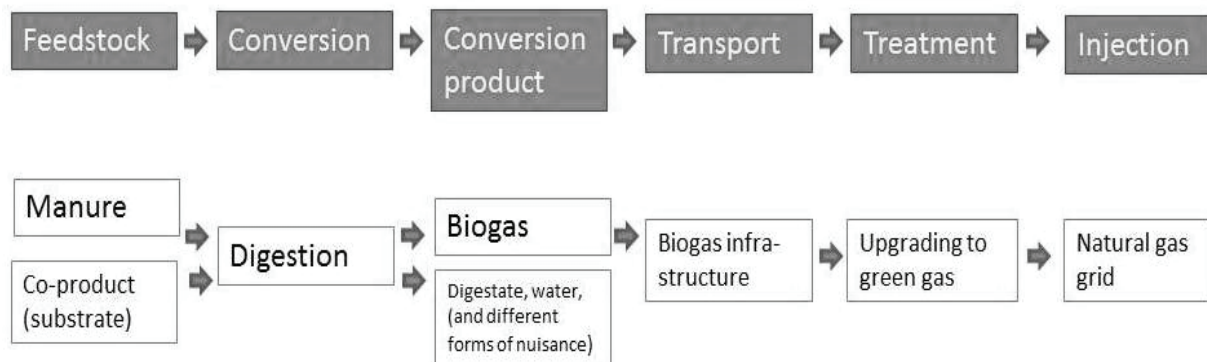 Feedstock
Conversion
Conversion
product
Transport
Treatment
Injection
Manure
Co-product
(substrate)
Digestion
Biogas
Digestate, water,
(and different
forms of nuisance)
Biogas infra-
structure
Upgrading to
green gas
Natural gas
grid